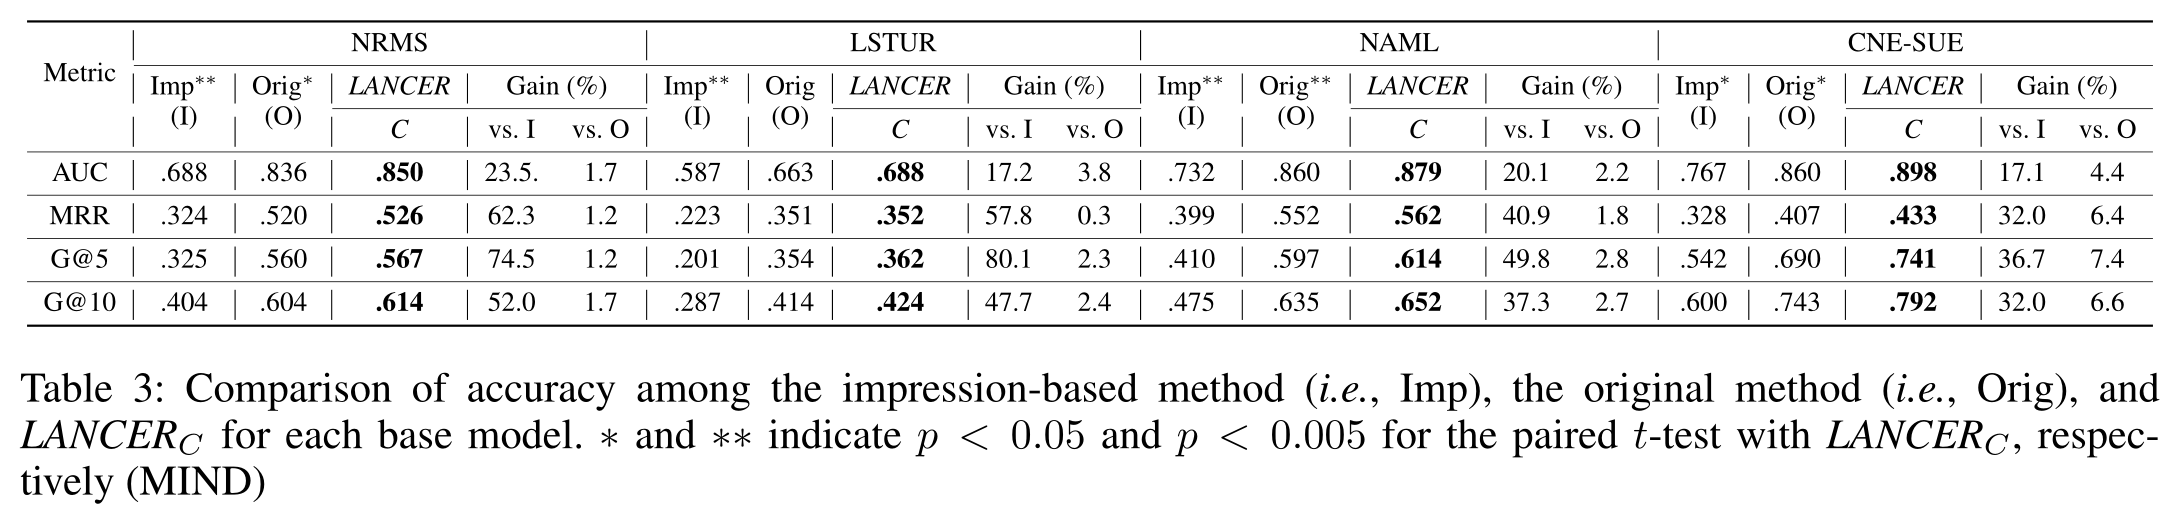 NRMS LSTUR NAML CNE-SUE
Metric
Imp** Orig* LANCER Gain (%) Imp** Orig LANCER Gain (%) Imp** Orig** LANCER Gain (%) Imp* Orig* LANCER Gain (%)
(I) (O) C vs. I vs. O (I) (O) C vs. I vs. O (I) (O) C vs. I vs. O (I) (O) C vs. I vs. O
AUC .688 .836 .850 23.5. 1.7 .587 .663 .688 17.2 3.8 .732 .860 .879 20.1 2.2 .767 .860 .898 17.1 4.4
MRR .324 .520 .526 62.3 1.2 .223 .351 .352 57.8 0.3 .399 .552 .562 40.9 1.8 .328 .407 .433 32.0 6.4
G@5 .325 .560 .567 74.5 1.2 .201 .354 .362 80.1 2.3 .410 .597 .614 49.8 2.8 .542 .690 .741 36.7 7.4
G@10 .404 .604 .614 52.0 1.7 .287 .414 .424 47.7 2.4 .475 .635 .652 37.3 2.7 .600 .743 .792 32.0 6.6
Table 3: Comparison of accuracy among the impression-based method (i.e., Imp), the original method (i.e., Orig), and
LANCER_C for each base model. ∗ and ∗∗ indicate p < 0.05 and p < 0.005 for the paired t-test with LANCER_C, respec-
tively (MIND)